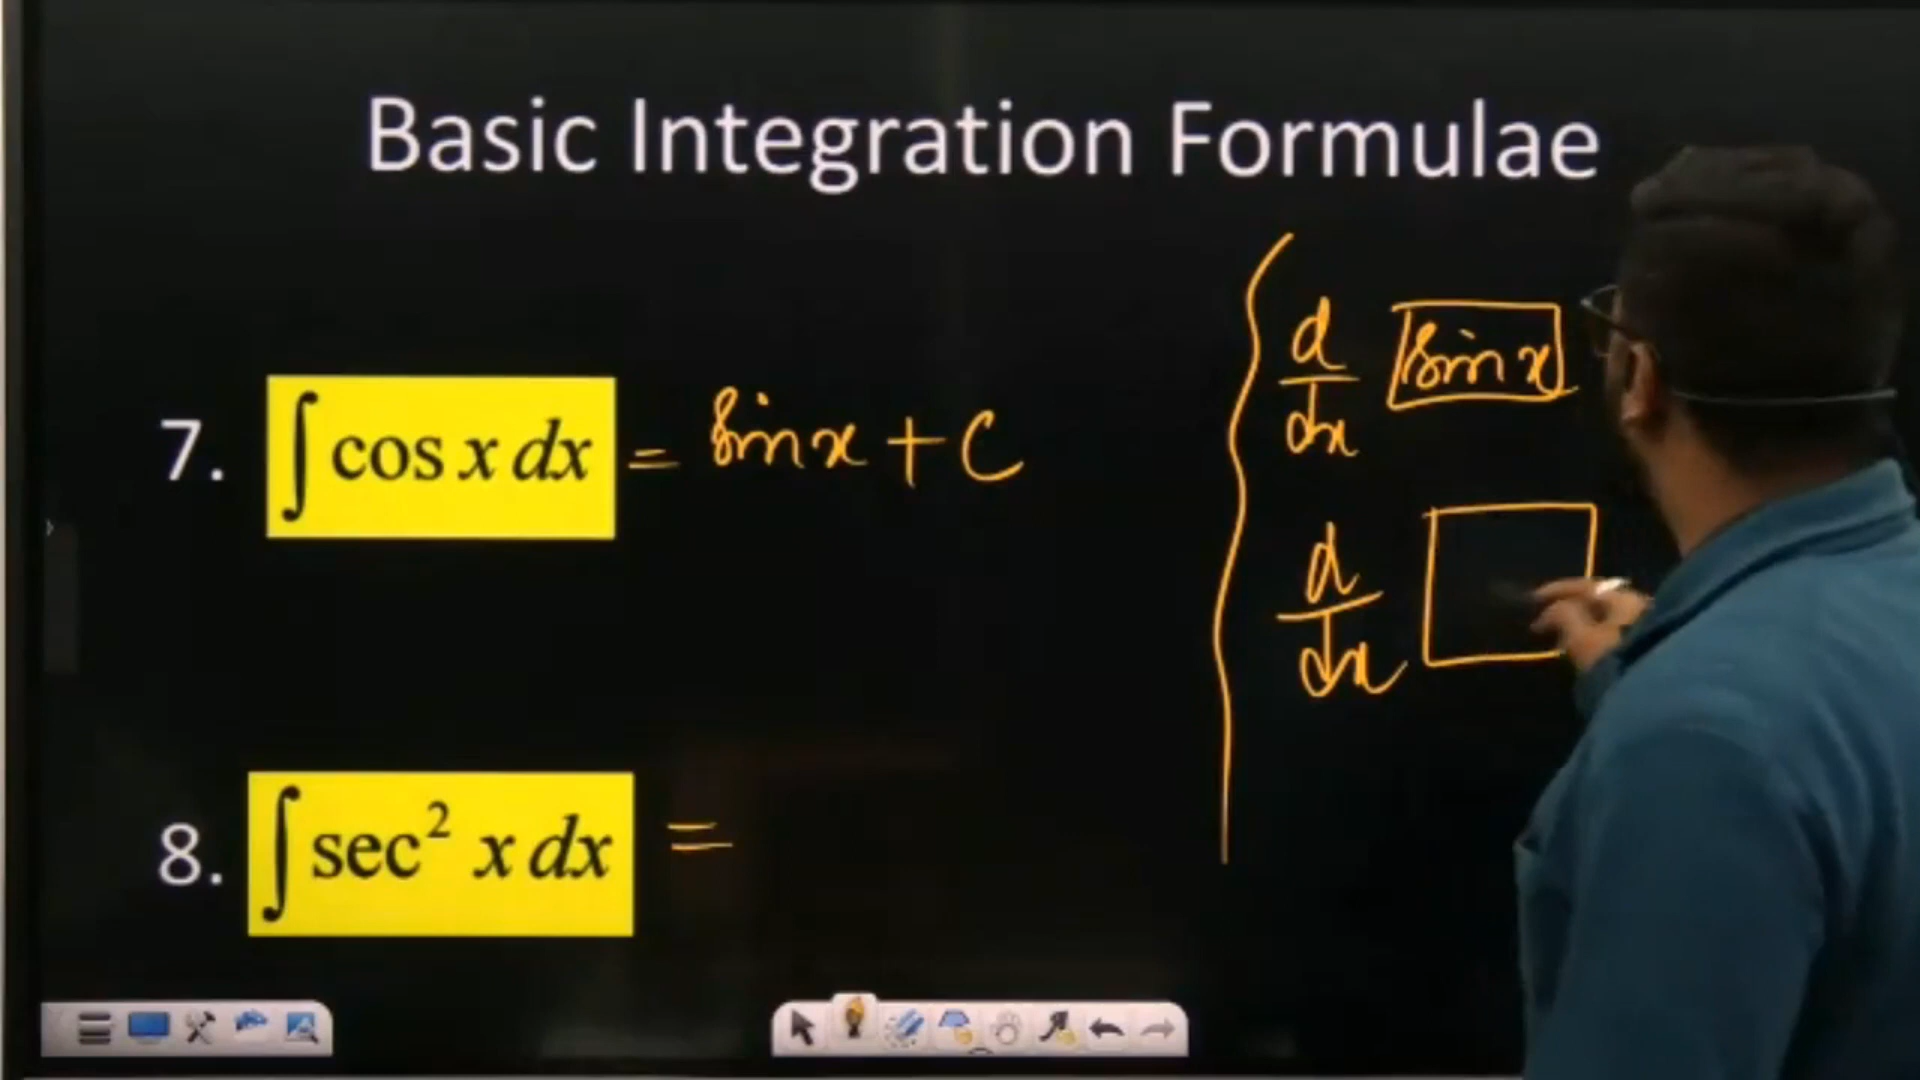 Basic Integration Formulae
7. ∫ cos x dx = sin x + C
8. ∫ sec² x dx =
d/dx sin x
d/dx